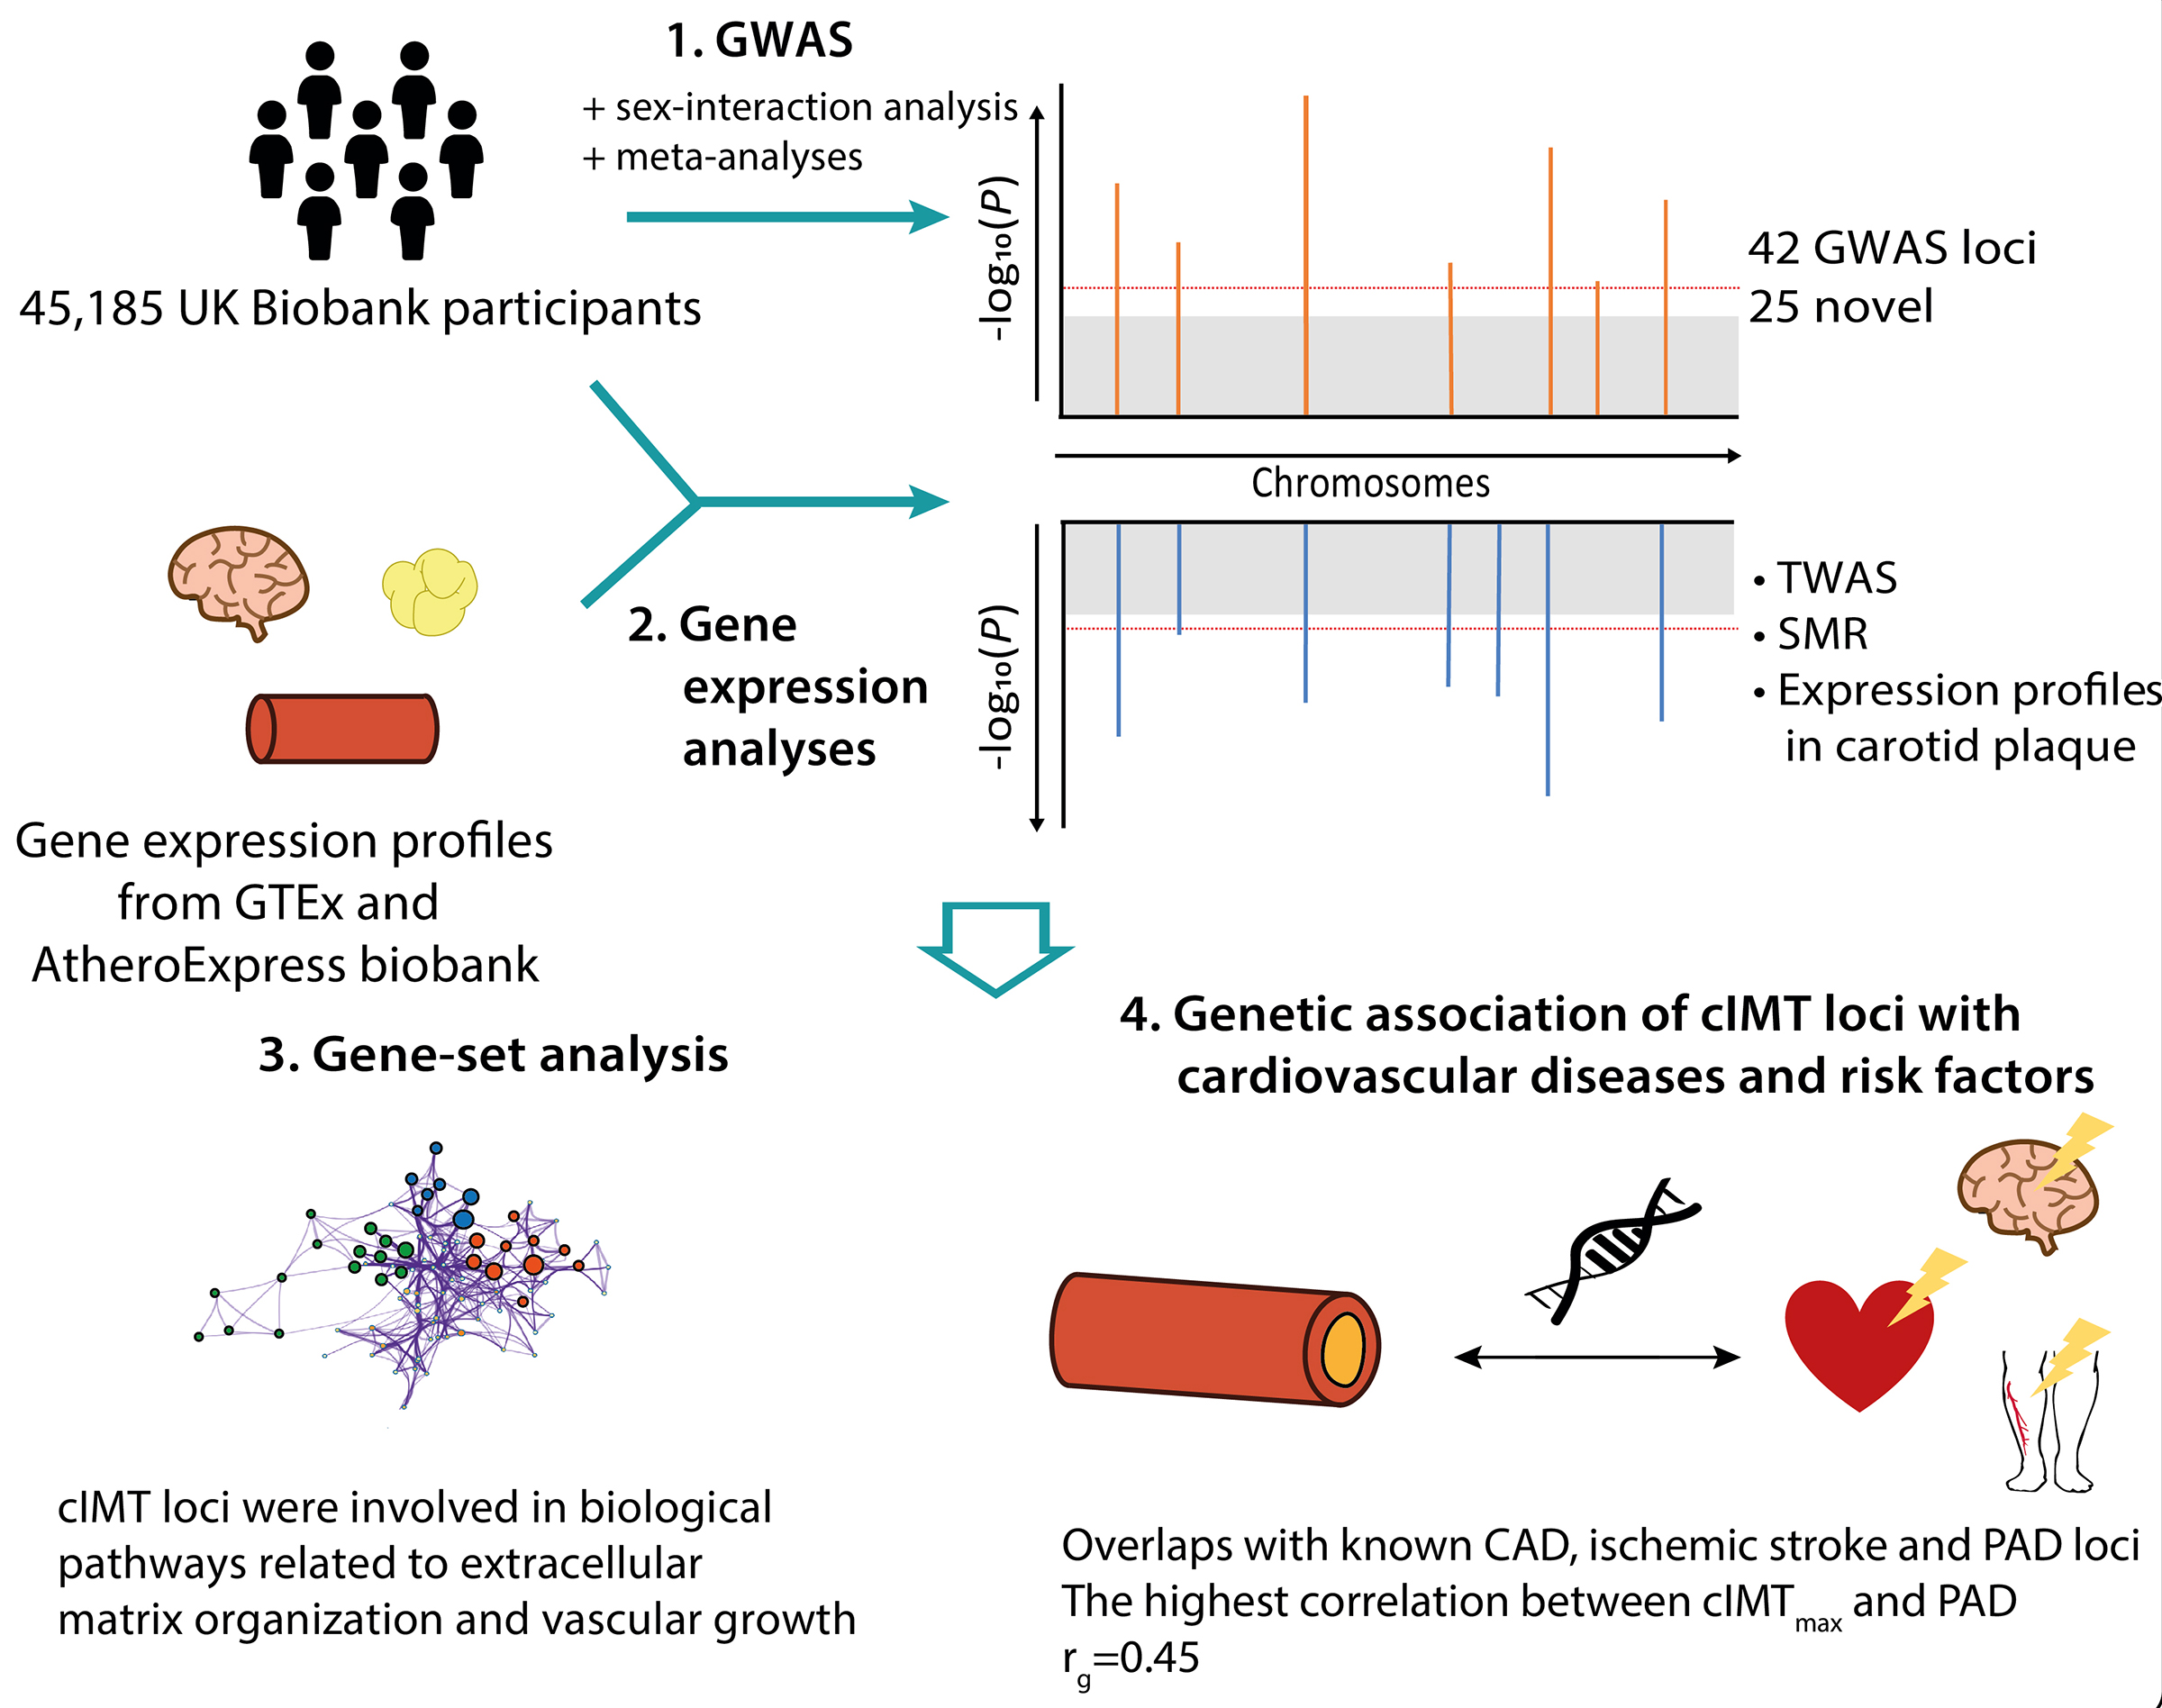 1. GWAS
+ sex-interaction analysis
+ meta-analyses
45,185 UK Biobank participants
-log₁₀(P)
42 GWAS loci
25 novel
Chromosomes
2. Gene
expression
analyses
-log₁₀(P)
• TWAS
• SMR
• Expression profiles
in carotid plaque
Gene expression profiles
from GTEx and
AtheroExpress biobank
3. Gene-set analysis
cIMT loci were involved in biological
pathways related to extracellular
matrix organization and vascular growth
4. Genetic association of cIMT loci with
cardiovascular diseases and risk factors
Overlaps with known CAD, ischemic stroke and PAD loci
The highest correlation between cIMTmax and PAD
rg=0.45